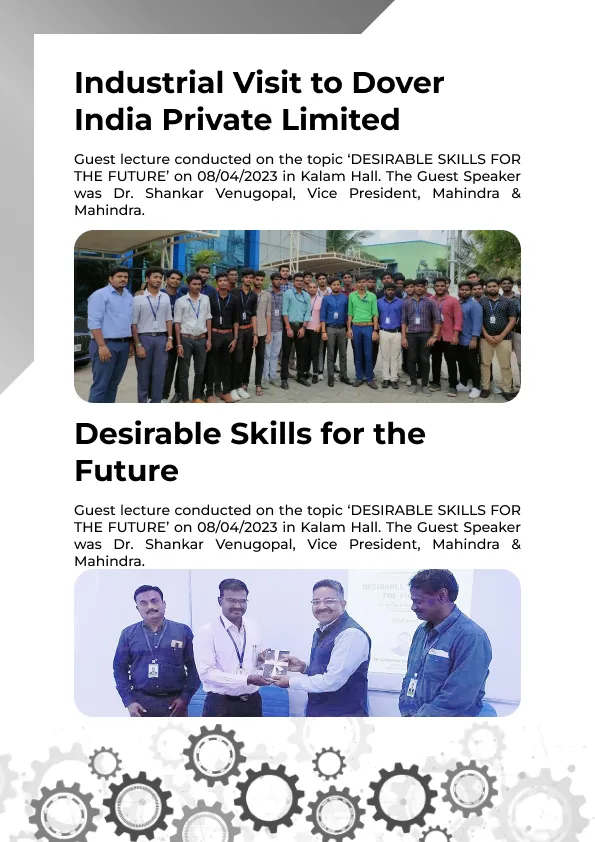 Industrial Visit to Dover
India Private Limited
Guest lecture conducted on the topic ‘DESIRABLE SKILLS FOR
THE FUTURE’ on 08/04/2023 in Kalam Hall. The Guest Speaker
was Dr. Shankar Venugopal, Vice President, Mahindra &
Mahindra.
Desirable Skills for the
Future
Guest lecture conducted on the topic ‘DESIRABLE SKILLS FOR
THE FUTURE’ on 08/04/2023 in Kalam Hall. The Guest Speaker
was Dr. Shankar Venugopal, Vice President, Mahindra &
Mahindra.
DESIRABLE
THE FU